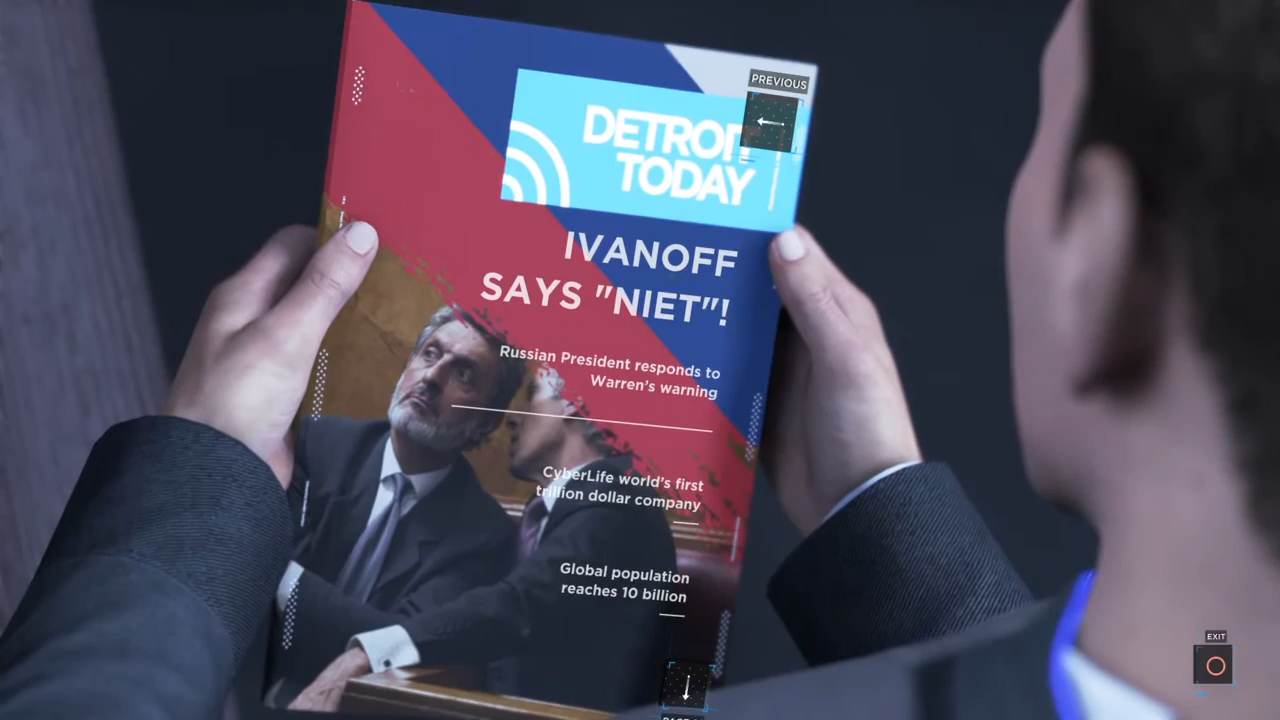 PREVIOUS
DETROIT
TODAY
IVANOFF
SAYS "NIET"!
Russian President responds to
Warren's warning
CyberLife world's first
trillion dollar company
Global population
reaches 10 billion
EXIT